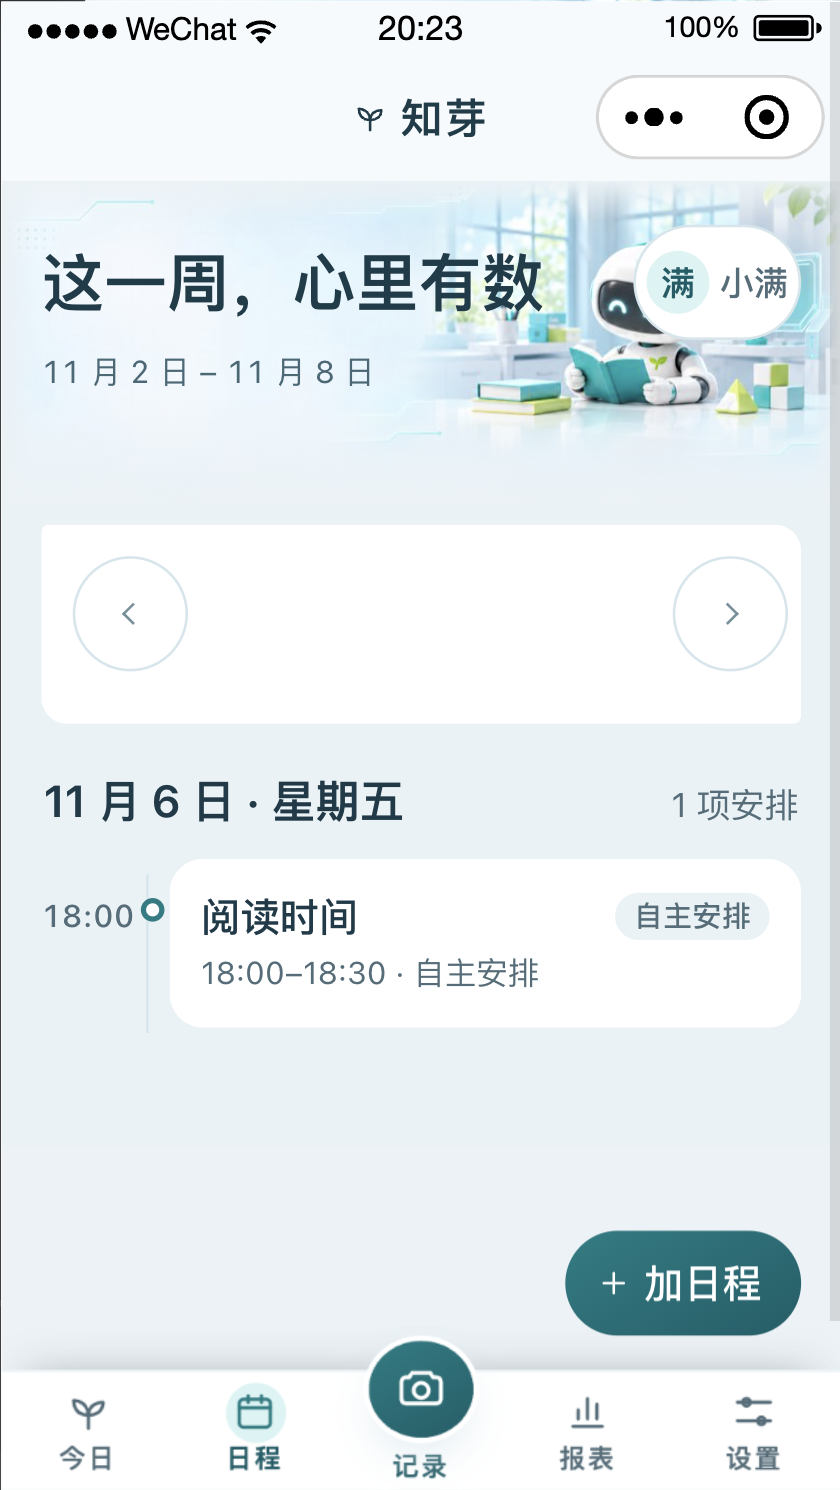 ●●●●● WeChat 20:23 100%
知芽
这一周，心里有数
满 小满
11 月 2 日 – 11 月 8 日
11 月 6 日 · 星期五
1 项安排
18:00
阅读时间
自主安排
18:00–18:30 · 自主安排
+ 加日程
今日
日程
记录
报表
设置